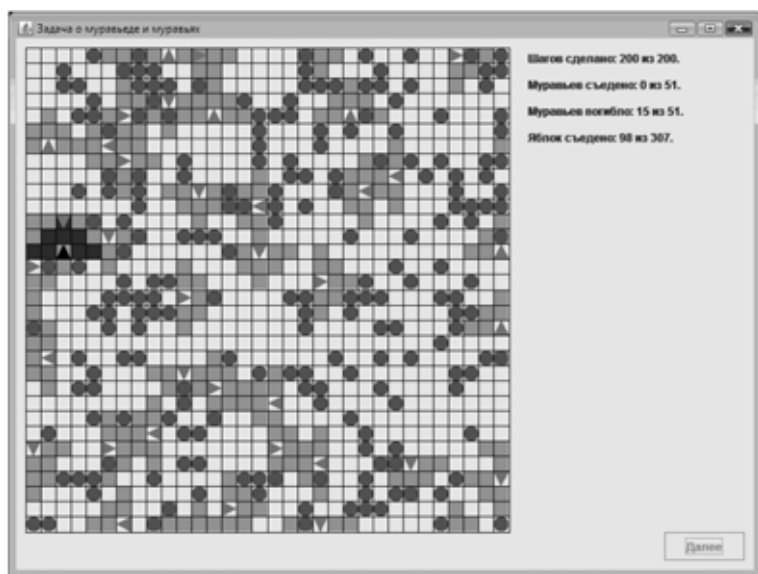 Задача о муравьеде и муравьях
Шагов сделано: 200 из 200.
Муравьев съедено: 0 из 51.
Муравьев погибло: 15 из 51.
Яблок съедено: 98 из 307.
Далее